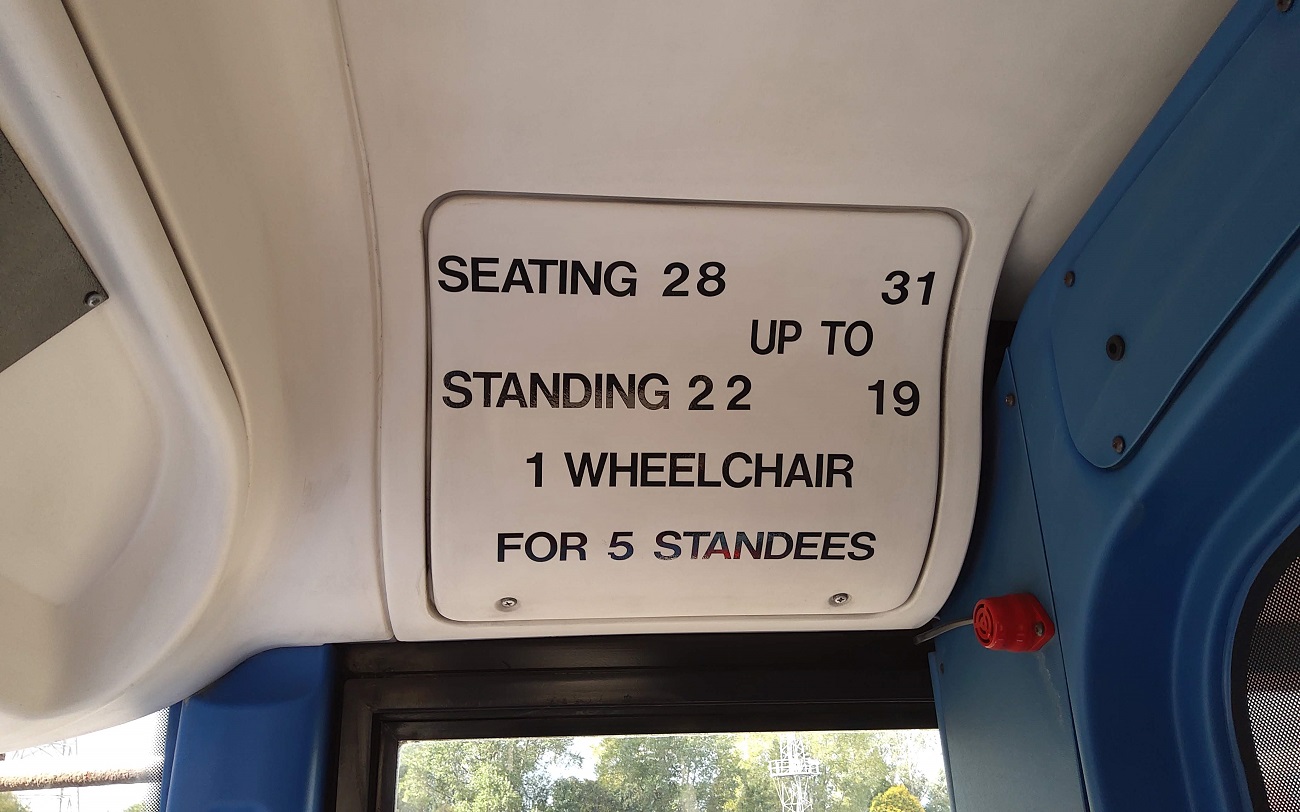 SEATING 28 31
UP TO
STANDING 22 19
1 WHEELCHAIR
FOR 5 STANDEES